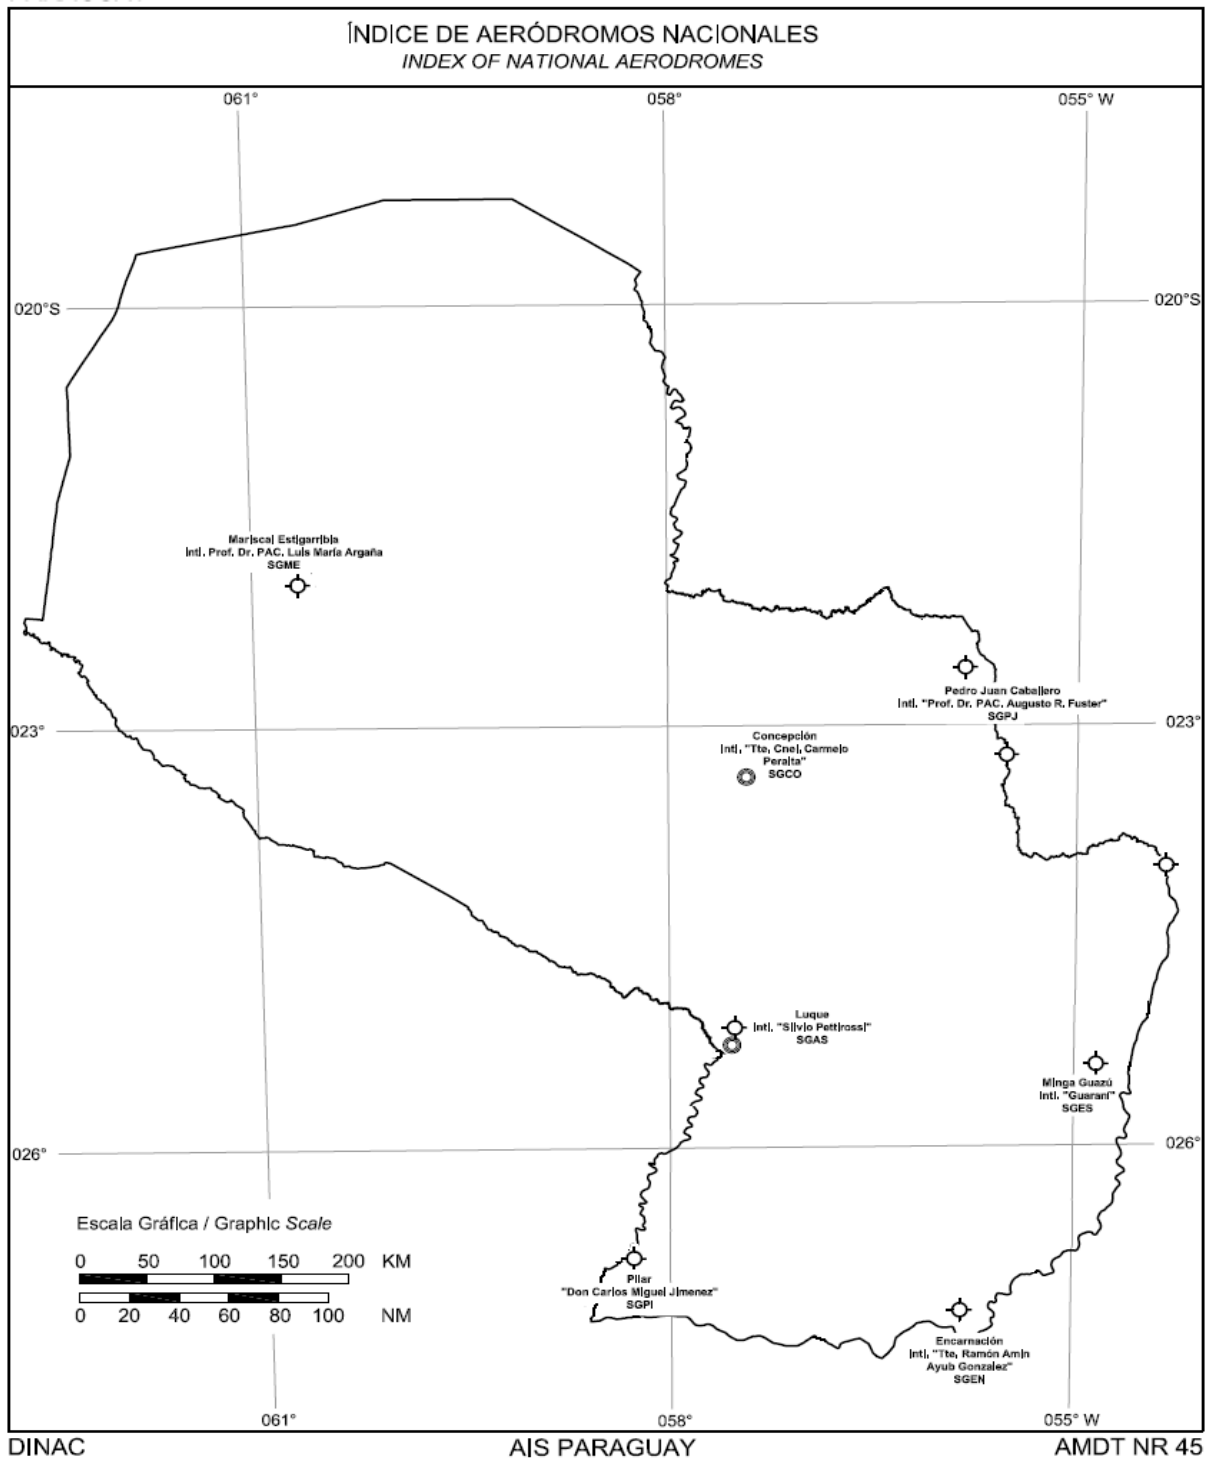 ÍNDICE DE AERÓDROMOS NACIONALES
INDEX OF NATIONAL AERODROMES
061°
058°
055° W
020°S
020°S
Mariscal Estigarribia
Intl. Prof. Dr. PAC. Luis María Argaña
SGME
Pedro Juan Caballero
Intl. "Prof. Dr. PAC. Augusto R. Fuster"
SGPJ
023°
023°
Concepción
Intl. "Tte. Cnel. Carmelo
Peralta"
SGCO
Luque
Intl. "Silvio Pettirossi"
SGAS
Minga Guazú
Intl. "Guaraní"
SGES
026°
026°
Escala Gráfica / Graphic Scale
0 50 100 150 200 KM
0 20 40 60 80 100 NM
Pilar
"Don Carlos Miguel Jimenez"
SGPI
Encarnación
Intl. "Tte. Ramón Amin
Ayub Gonzalez"
SGEN
061°
058°
055° W
DINAC
AIS PARAGUAY
AMDT NR 45